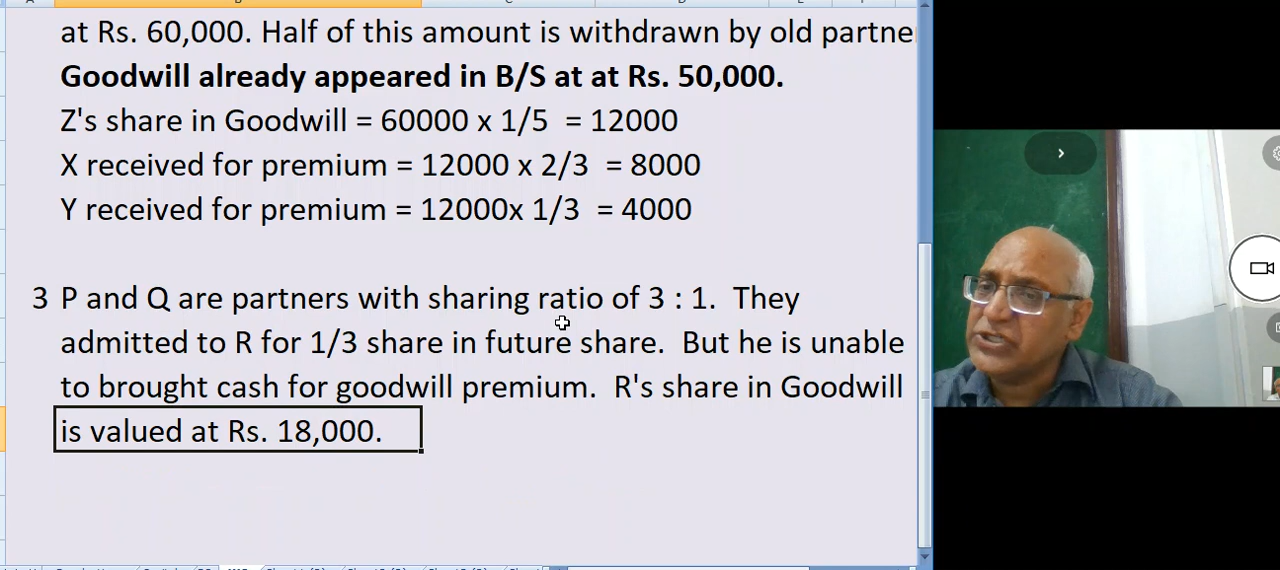 at Rs. 60,000. Half of this amount is withdrawn by old partne
Goodwill already appeared in B/S at at Rs. 50,000.
Z's share in Goodwill = 60000 x 1/5 = 12000
X received for premium = 12000 x 2/3 = 8000
Y received for premium = 12000x 1/3 = 4000
3 P and Q are partners with sharing ratio of 3 : 1. They
admitted to R for 1/3 share in future share. But he is unable
to brought cash for goodwill premium. R's share in Goodwill
is valued at Rs. 18,000.